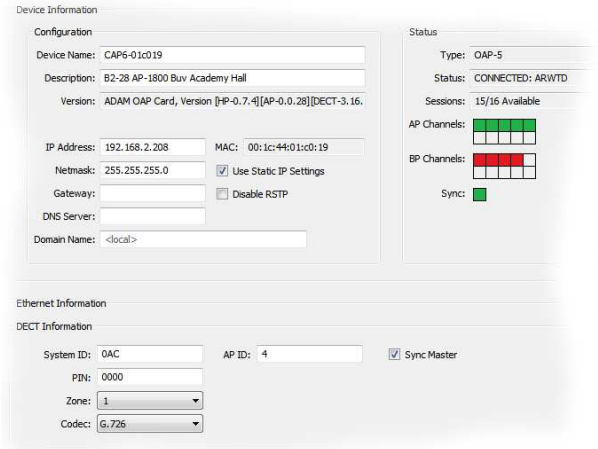 Device Information
Configuration
Device Name: CAP6-01c019
Description: B2-28 AP-1800 Buv Academy Hall
Version: ADAM OAP Card, Version [HP-0.7.4][AP-0.0.28][DECT-3.16.
IP Address: 192.168.2.208 MAC: 00:1c:44:01:c0:19
Netmask: 255.255.255.0 Use Static IP Settings
Gateway: Disable RSTP
DNS Server:
Domain Name: <local>
Status
Type: OAP-5
Status: CONNECTED: ARWTD
Sessions: 15/16 Available
AP Channels:
BP Channels:
Sync:
Ethernet Information
DECT Information
System ID: 0AC AP ID: 4 Sync Master
PIN: 0000
Zone: 1
Codec: G.726